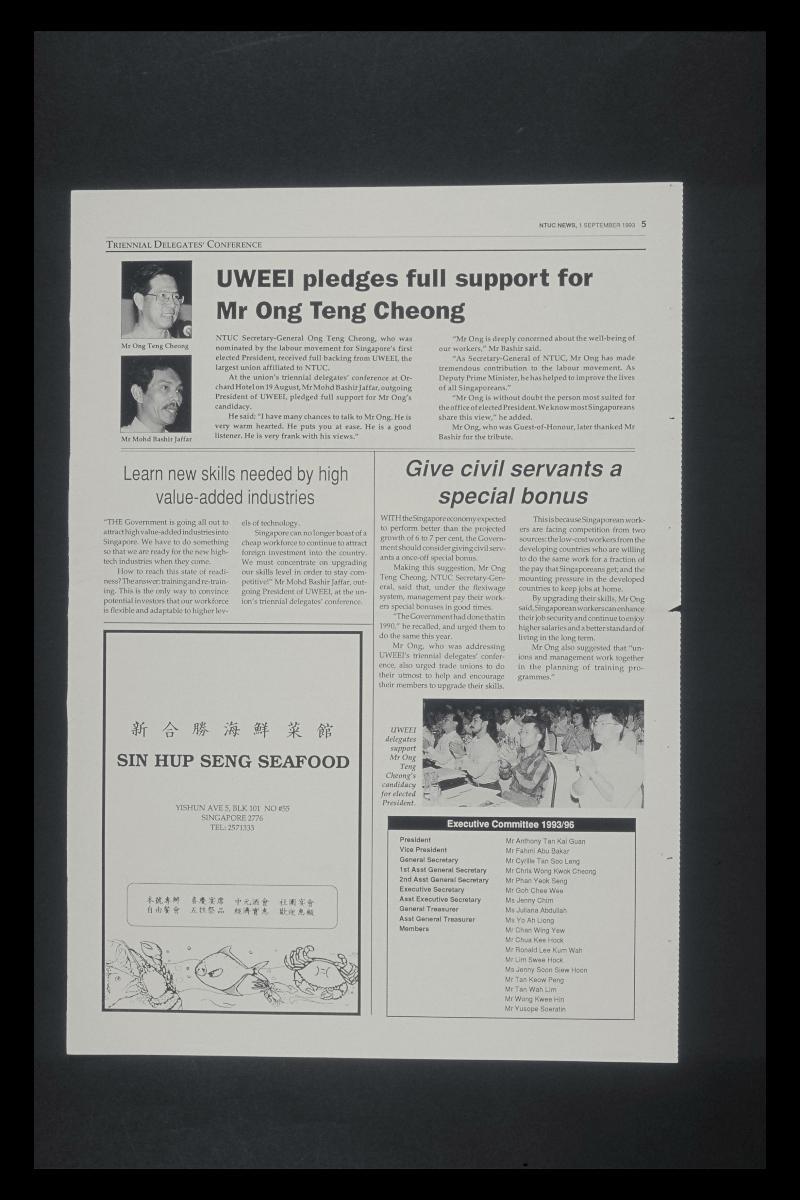 NTUC NEWS, 1 SEPTEMBER 1993 5
TRIENNIAL DELEGATES' CONFERENCE
Mr Ong Teng Cheong
Mr Mohd Bashir Jaffar
UWEEI pledges full support for
Mr Ong Teng Cheong
NTUC Secretary-General Ong Teng Cheong, who was
nominated by the labour movement for Singapore's first
elected President, received full backing from UWEEI, the
largest union affiliated to NTUC.
At the union's triennial delegates' conference at Or-
chard Hotel on 19 August, Mr Mohd Bashir Jaffar, outgoing
President of UWEEI, pledged full support for Mr Ong's
candidacy.
He said: "I have many chances to talk to Mr Ong. He is
very warm hearted. He puts you at ease. He is a good
listener. He is very frank with his views."
"Mr Ong is deeply concerned about the well-being of
our workers," Mr Bashir said.
"As Secretary-General of NTUC, Mr Ong has made
tremendous contribution to the labour movement. As
Deputy Prime Minister, he has helped to improve the lives
of all Singaporeans."
"Mr Ong is without doubt the person most suited for
the office of elected President. We know most Singaporeans
share this view," he added.
Mr Ong, who was Guest-of-Honour, later thanked Mr
Bashir for the tribute.
Learn new skills needed by high
value-added industries
"THE Government is going all out to
attract high value-added industries into
Singapore. We have to do something
so that we are ready for the new high-
tech industries when they come.
How to reach this state of readi-
ness? The answer: training and re-train-
ing. This is the only way to convince
potential investors that our workforce
is flexible and adaptable to higher lev-
els of technology.
Singapore can no longer boast of a
cheap workforce to continue to attract
foreign investment into the country.
We must concentrate on upgrading
our skills level in order to stay com-
petitive!" Mr Mohd Bashir Jaffar, out-
going President of UWEEI, at the un-
ion's triennial delegates' conference.
Give civil servants a
special bonus
WITH the Singapore economy expected
to perform better than the projected
growth of 6 to 7 per cent, the Govern-
ment should consider giving civil serv-
ants a once-off special bonus.
Making this suggestion, Mr Ong
Teng Cheong, NTUC Secretary-Gen-
eral, said that, under the flexiwage
system, management pay their work-
ers special bonuses in good times.
"The Government had done that in
1990," he recalled, and urged them to
do the same this year.
Mr Ong, who was addressing
UWEEI's triennial delegates' confer-
ence, also urged trade unions to do
their utmost to help and encourage
their members to upgrade their skills.
This is because Singaporean work-
ers are facing competition from two
sources: the low-cost workers from the
developing countries who are willing
to do the same work for a fraction of
the pay that Singaporeans get; and the
mounting pressure in the developed
countries to keep jobs at home.
By upgrading their skills, Mr Ong
said, Singaporean workers can enhance
their job security and continue to enjoy
higher salaries and a better standard of
living in the long term.
Mr Ong also suggested that "un-
ions and management work together
in the planning of training pro-
grammes."
新合勝海鮮菜館
SIN HUP SENG SEAFOOD
YISHUN AVE 5, BLK 101 NO #55
SINGAPORE 2776
TEL: 2571333
本號專辦 喜慶宴席 中元酒會 社團宴會
自由餐會 五牲祭品 經濟實惠 歡迎惠顧
UWEEI
delegates
support
Mr Ong
Teng
Cheong's
candidacy
for elected
President.
Executive Committee 1993/96
President Mr Anthony Tan Kai Guan
Vice President Mr Fahmi Abu Bakar
General Secretary Mr Cyrille Tan Soo Leng
1st Asst General Secretary Mr Chris Wong Kwok Cheong
2nd Asst General Secretary Mr Phan Yeok Seng
Executive Secretary Mr Goh Chee Wee
Asst Executive Secretary Ms Jenny Chim
General Treasurer Ms Juliana Abdullah
Asst General Treasurer Ms Yo Ah Liong
Members Mr Chan Wing Yew
Mr Chua Kee Hock
Mr Ronald Lee Kum Wah
Mr Lim Swee Hock
Ms Jenny Soon Siew Hoon
Mr Tan Keow Peng
Mr Tan Wah Lim
Mr Wong Kwee Hin
Mr Yusope Soeratin